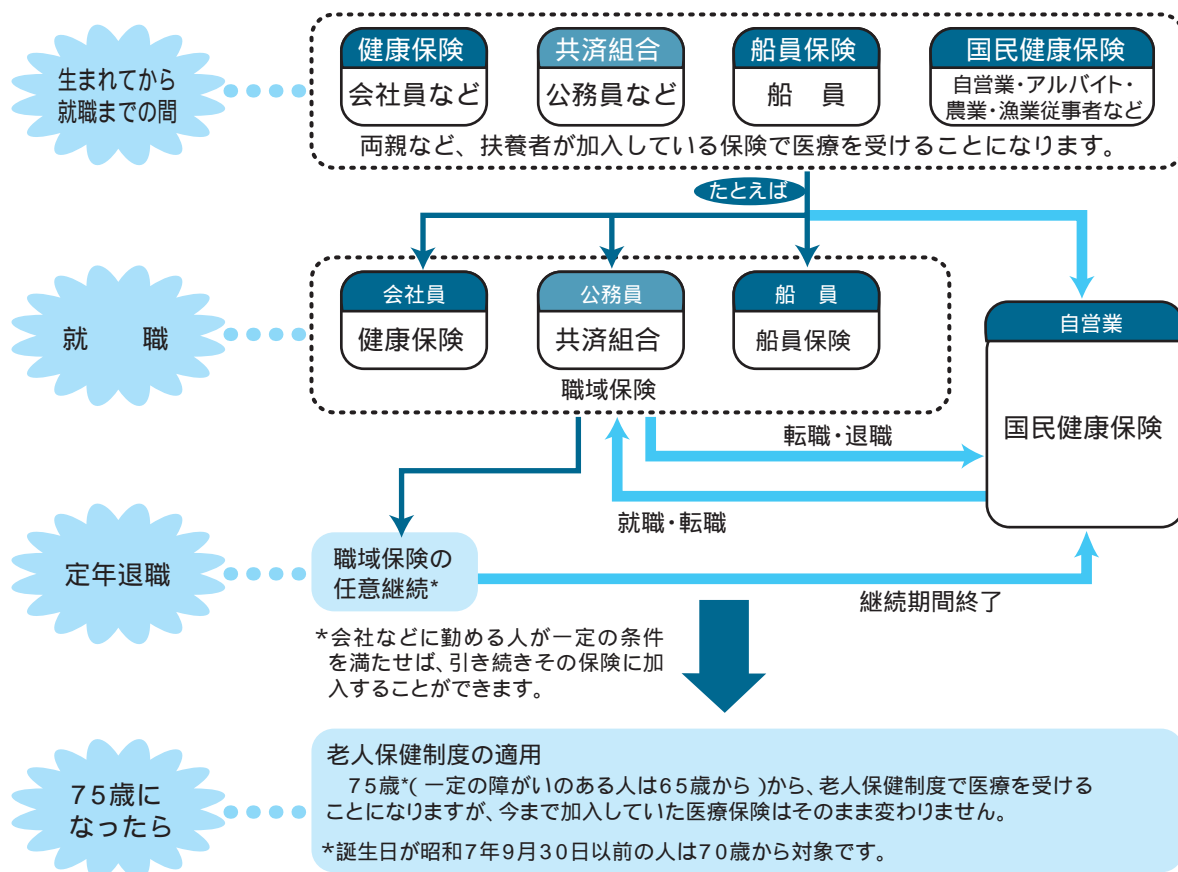 生まれてから
就職までの間
健康保険
会社員など
共済組合
公務員など
船員保険
船　員
国民健康保険
自営業・アルバイト・
農業・漁業従事者など
両親など、扶養者が加入している保険で医療を受けることになります。
たとえば
就　　職
会社員
健康保険
公務員
共済組合
船　員
船員保険
職域保険
自営業
国民健康保険
転職・退職
就職・転職
定年退職
職域保険の
任意継続*
継続期間終了
*会社などに勤める人が一定の条件
を満たせば、引き続きその保険に加
入することができます。
75歳に
なったら
老人保健制度の適用
75歳*(一定の障がいのある人は65歳から)から、老人保健制度で医療を受ける
ことになりますが、今まで加入していた医療保険はそのまま変わりません。
*誕生日が昭和7年9月30日以前の人は70歳から対象です。